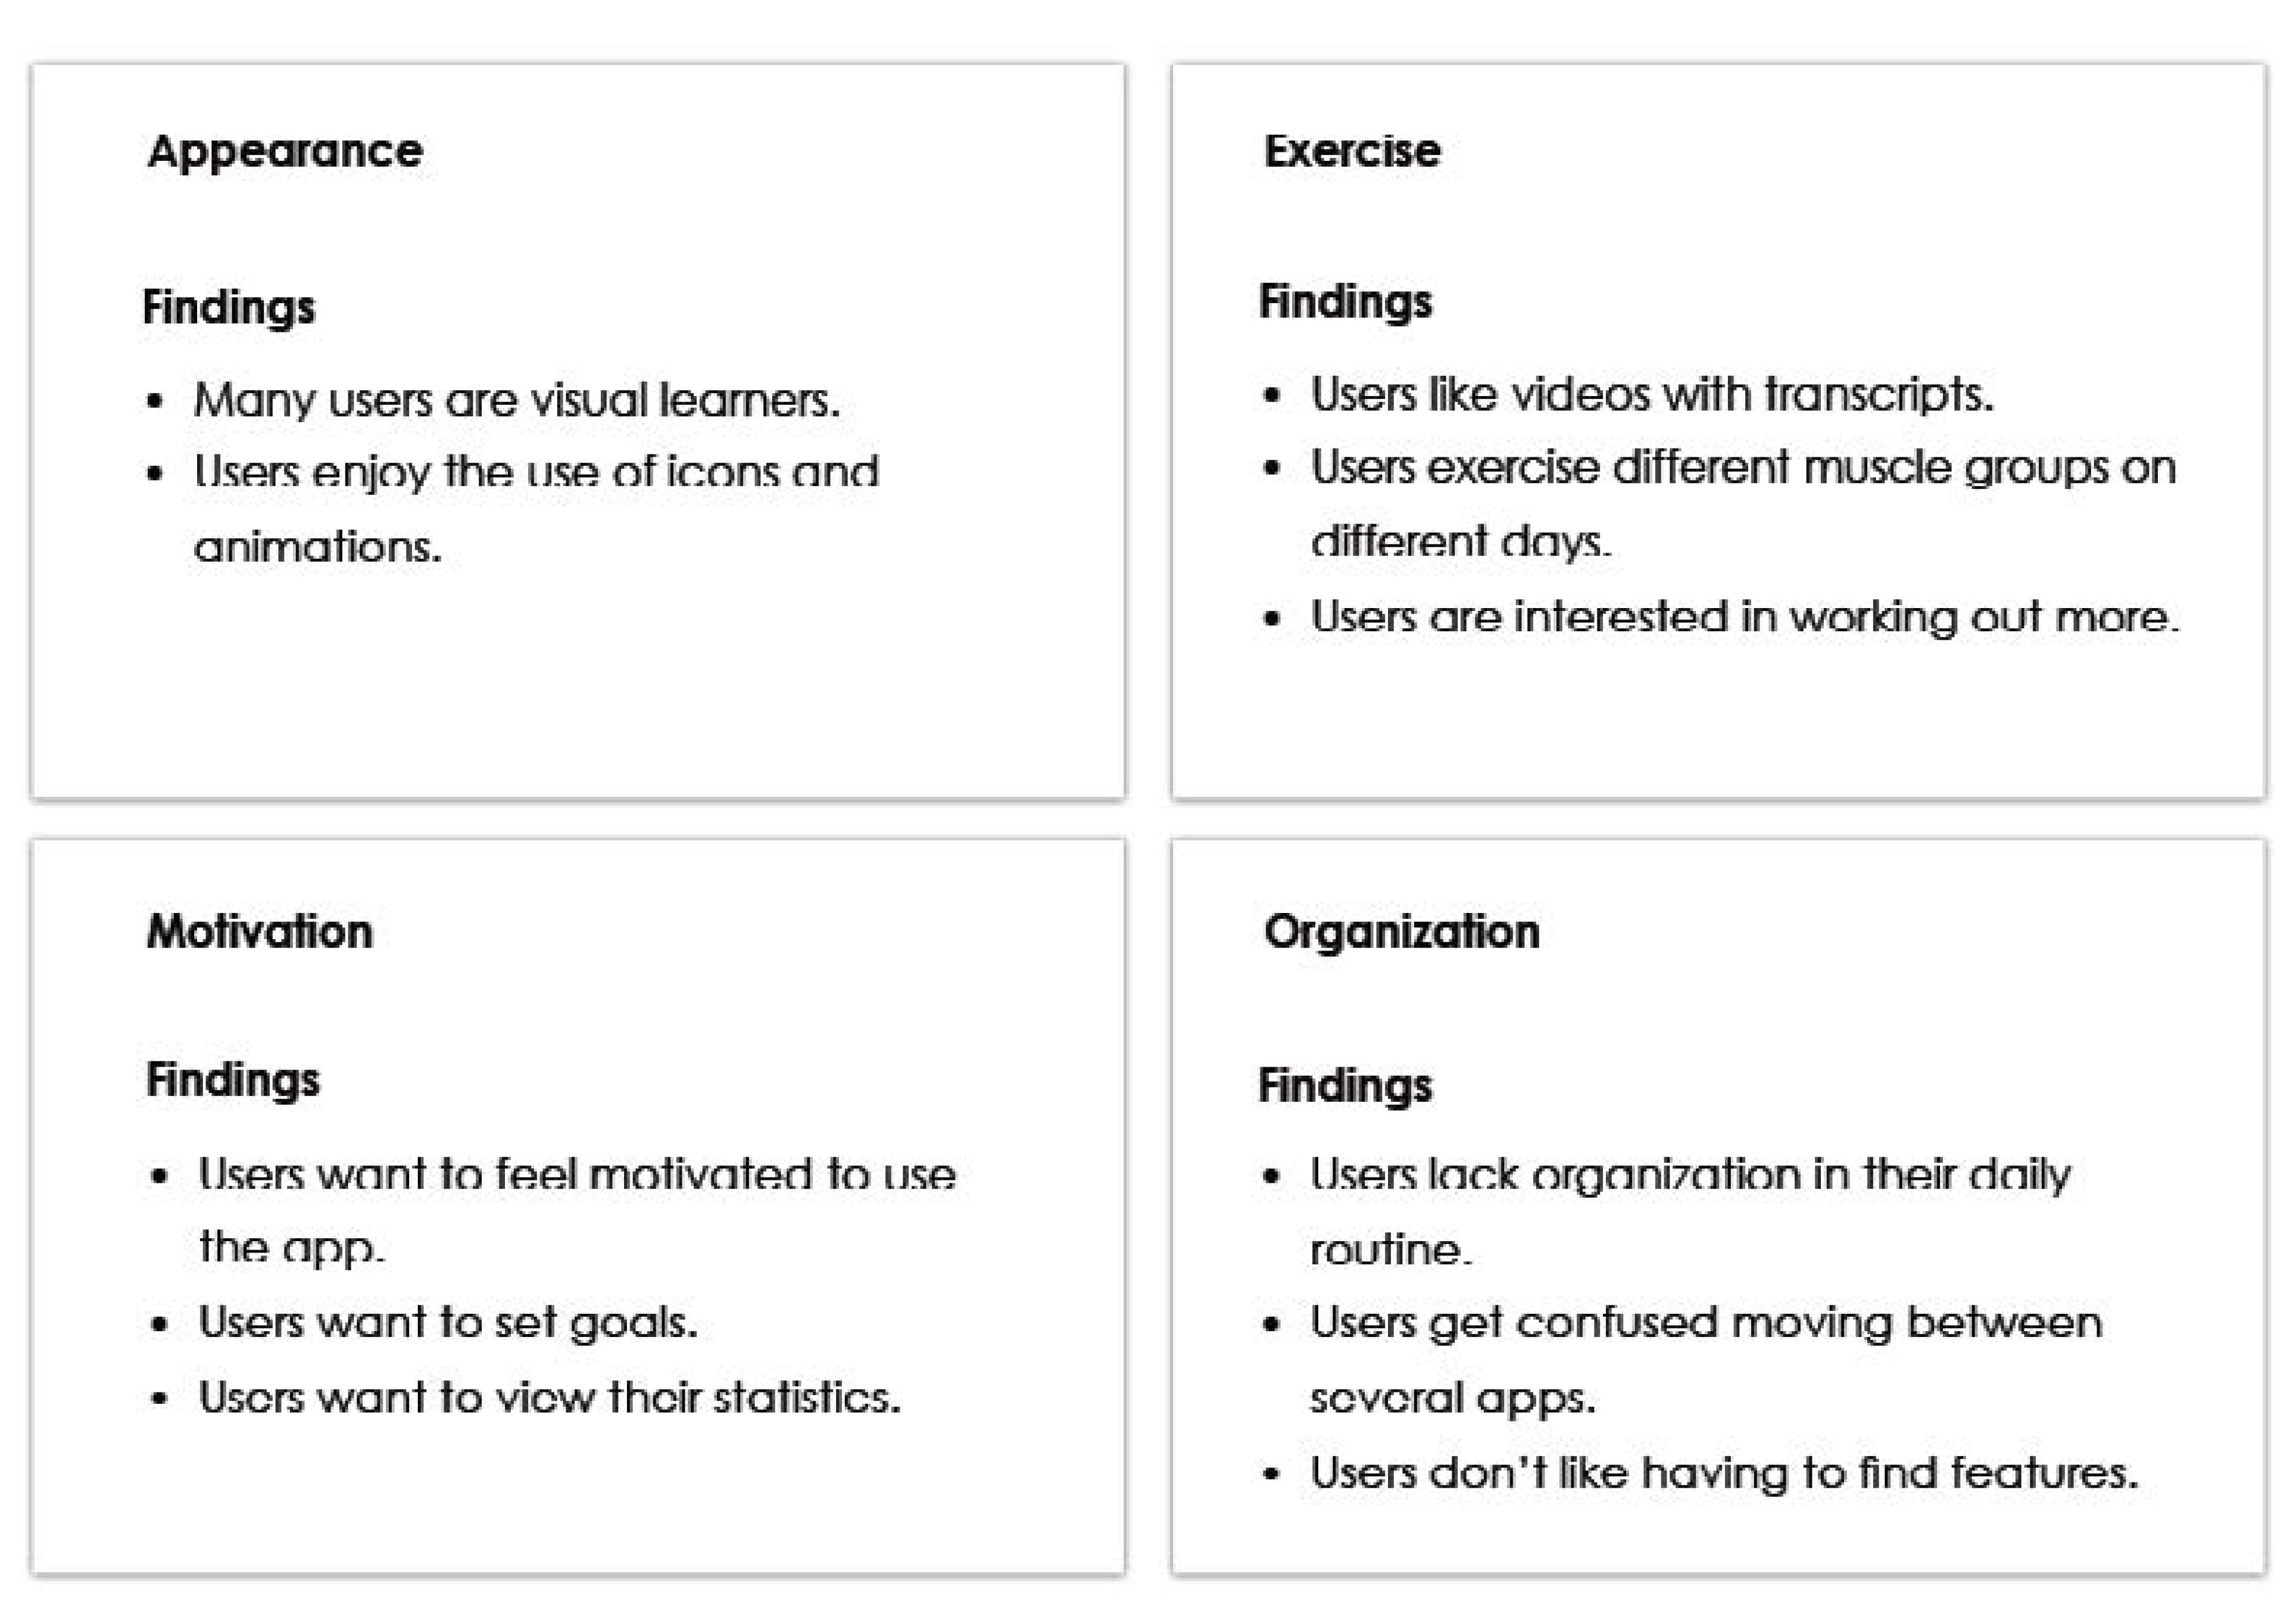 Appearance
Findings
• Many users are visual learners.
• Users enjoy the use of icons and
animations.
Exercise
Findings
• Users like videos with transcripts.
• Users exercise different muscle groups on
different days.
• Users are interested in working out more.
Motivation
Findings
• Users want to feel motivated to use
the app.
• Users want to set goals.
• Users want to view their statistics.
Organization
Findings
• Users lack organization in their daily
routine.
• Users get confused moving between
several apps.
• Users don't like having to find features.